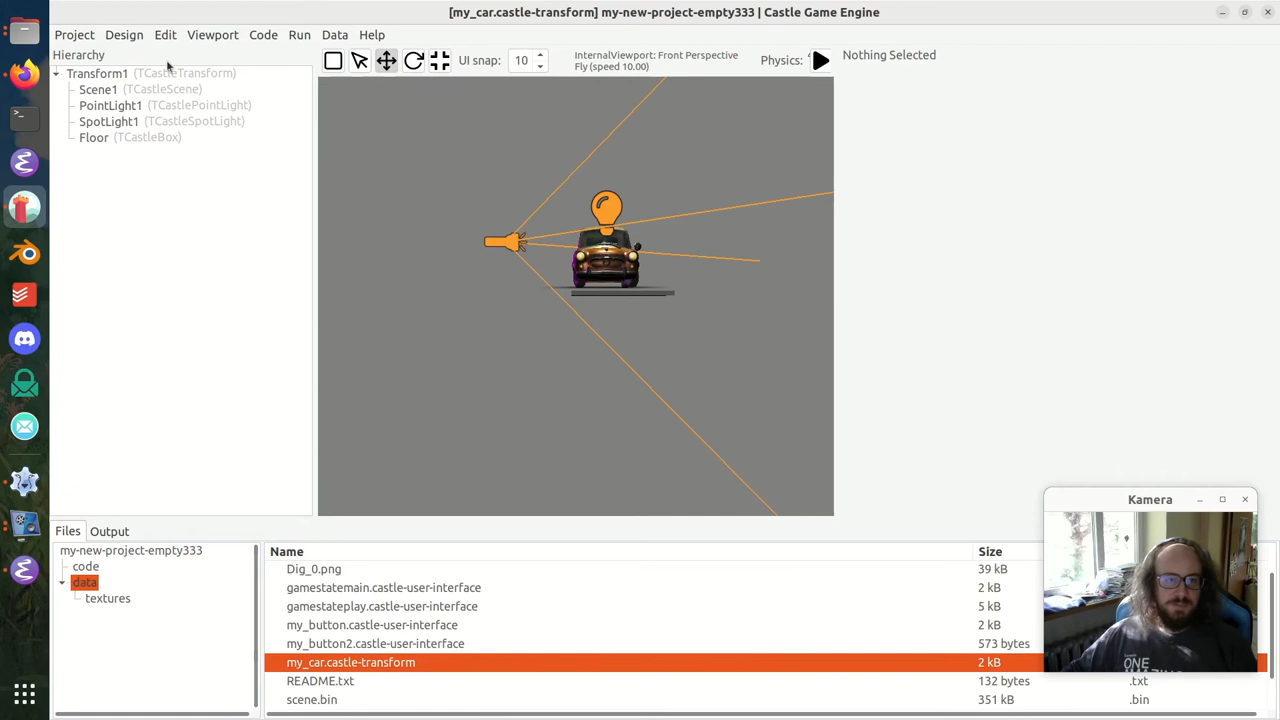 [my_car.castle-transform] my-new-project-empty333 | Castle Game Engine
Project Design Edit Viewport Code Run Data Help
Hierarchy
Transform1 (TCastleTransform)
Scene1 (TCastleScene)
PointLight1 (TCastlePointLight)
SpotLight1 (TCastleSpotLight)
Floor (TCastleBox)
UI snap: 10
InternalViewport: Front Perspective
Fly (speed 10.00)
Physics:
Nothing Selected
Files Output
my-new-project-empty333
code
data
textures
Name Size
Dig_0.png 39 kB
gamestatemain.castle-user-interface 2 kB
gamestateplay.castle-user-interface 5 kB
my_button.castle-user-interface 2 kB
my_button2.castle-user-interface 573 bytes
my_car.castle-transform 2 kB
README.txt 132 bytes .txt
scene.bin 351 kB .bin
Kamera
ONE